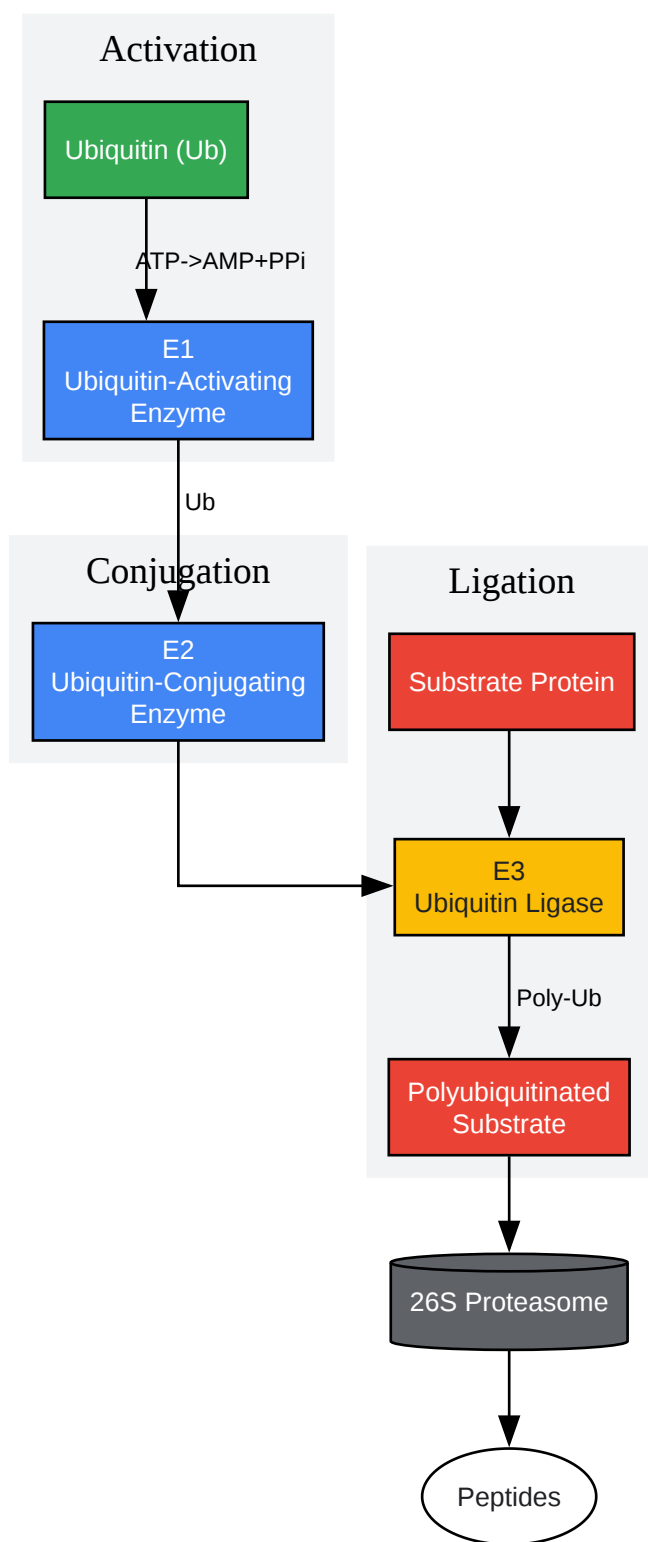 Activation
Ubiquitin (Ub)
ATP->AMP+PPi
E1
Ubiquitin-Activating
Enzyme
Ub
Conjugation
E2
Ubiquitin-Conjugating
Enzyme
Ligation
Substrate Protein
E3
Ubiquitin Ligase
Poly-Ub
Polyubiquitinated
Substrate
26S Proteasome
Peptides